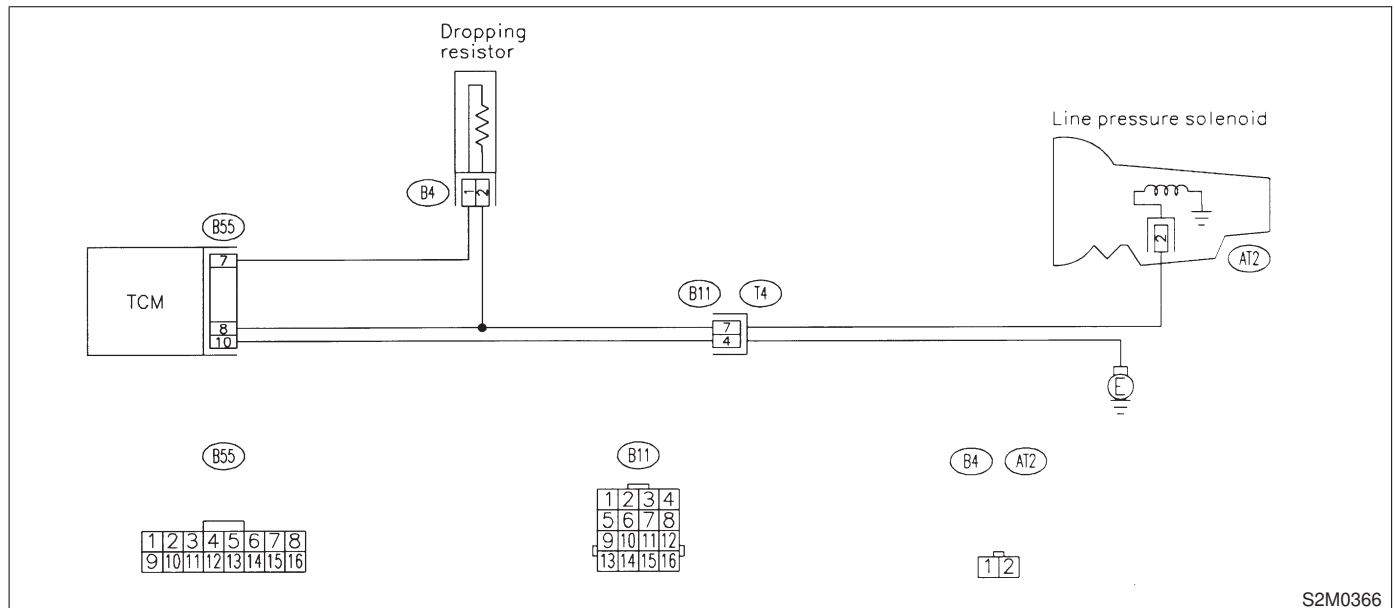 Dropping
resistor
Line pressure solenoid
B4
1 2
B55
7
TCM
8
10
B11 T4
7
4
2
AT2
E
B55
1 2 3 4 5 6 7 8
9 10 11 12 13 14 15 16
B11
1 2 3 4
5 6 7 8
9 10 11 12
13 14 15 16
B4 AT2
1 2
S2M0366